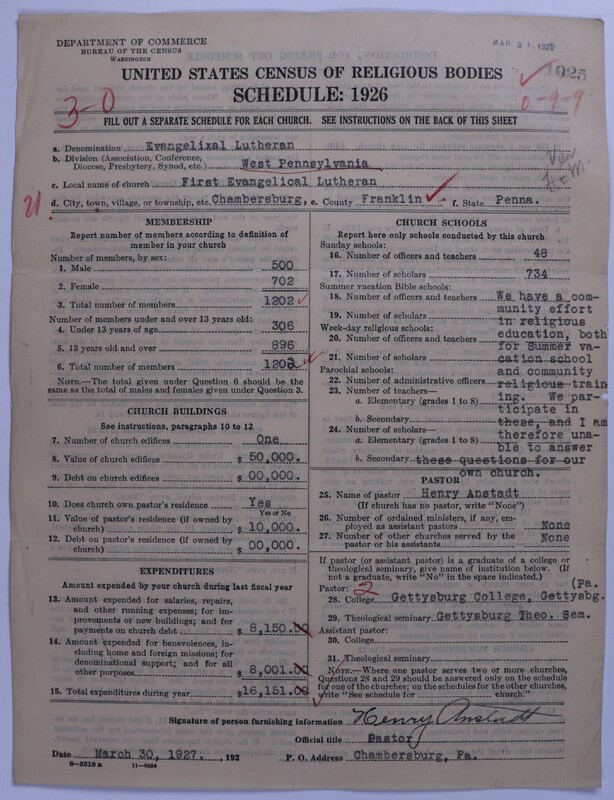 DEPARTMENT OF COMMERCE
BUREAU OF THE CENSUS
WASHINGTON
MAR 31 1927
1925
UNITED STATES CENSUS OF RELIGIOUS BODIES
SCHEDULE: 1926
3-0
0-9-9
FILL OUT A SEPARATE SCHEDULE FOR EACH CHURCH. SEE INSTRUCTIONS ON THE BACK OF THIS SHEET
a. Denomination Evangelixal Lutheran
b. Division (Association, Conference,
Diocese, Presbytery, Synod, etc.) West Pennsylvania
c. Local name of church First Evangelical Lutheran
d. City, town, village, or township, etc. Chambersburg, e. County Franklin f. State Penna.
21
MEMBERSHIP
Report number of members according to definition of
member in your church
Number of members, by sex:
1. Male 500
2. Female 702
3. Total number of members 1202
Number of members under and over 13 years old:
4. Under 13 years of age 306
5. 13 years old and over 896
6. Total number of members 1202
NOTE.—The total given under Question 6 should be
same as the total of males and females given under Question 3.
CHURCH BUILDINGS
See instructions, paragraphs 10 to 12
7. Number of church edifices One
8. Value of church edifices $ 50,000.
9. Debt on church edifices $ 00,000.
10. Does church own pastor's residence Yes
Yes or No
11. Value of pastor's residence (if owned by
church) $ 10,000.
12. Debt on pastor's residence (if owned by
church) $ 00,000.
EXPENDITURES
Amount expended by your church during last fiscal year
13. Amount expended for salaries, repairs,
and other running expenses; for im-
provements or new buildings; and for
payments on church debt $ 8,150.00
14. Amount expended for benevolences, in-
cluding home and foreign missions; for
denominational support; and for all
other purposes $ 8,001.00
15. Total expenditures during year $16,151.00
CHURCH SCHOOLS
Report here only schools conducted by this church
Sunday schools:
16. Number of officers and teachers 48
17. Number of scholars 734
Summer vacation Bible schools:
18. Number of officers and teachers
19. Number of scholars
Week-day religious schools:
20. Number of officers and teachers
21. Number of scholars
Parochial schools:
22. Number of administrative officers
23. Number of teachers—
a. Elementary (grades 1 to 8)
b. Secondary
24. Number of scholars—
a. Elementary (grades 1 to 8)
b. Secondary
We have a com-
munity effort
in religious
education, both
for Summer va-
cation school
and community
religious train
ing. We par-
ticipate in
these, and I am
therefore una-
ble to answer
these questions for our
own church.
PASTOR
25. Name of pastor Henry Anstadt
(If church has no pastor, write "None")
26. Number of ordained ministers, if any, em-
ployed as assistant pastors None
27. Number of other churches served by the
pastor or his assistants None
If pastor (or assistant pastor) is a graduate of a college or
theological seminary, give name of institution below. (If
not a graduate, write "No" in the space indicated.)
Pastor: 2 (Pa.
28. College Gettysburg College, Gettysbg.
29. Theological seminary Gettysburg Theo. Sem.
Assistant pastor:
30. College
31. Theological seminary
NOTE.—Where one pastor serves two or more churches,
Questions 28 and 29 should be answered only on the schedule
for one of the churches; on the schedules for the other churches,
write "See schedule for church."
Signature of person furnishing information Henry Anstadt
Official title Pastor
Date March 30, 1927. , 192 P. O. Address Chambersburg, Pa.
8-5518 a 11-9054